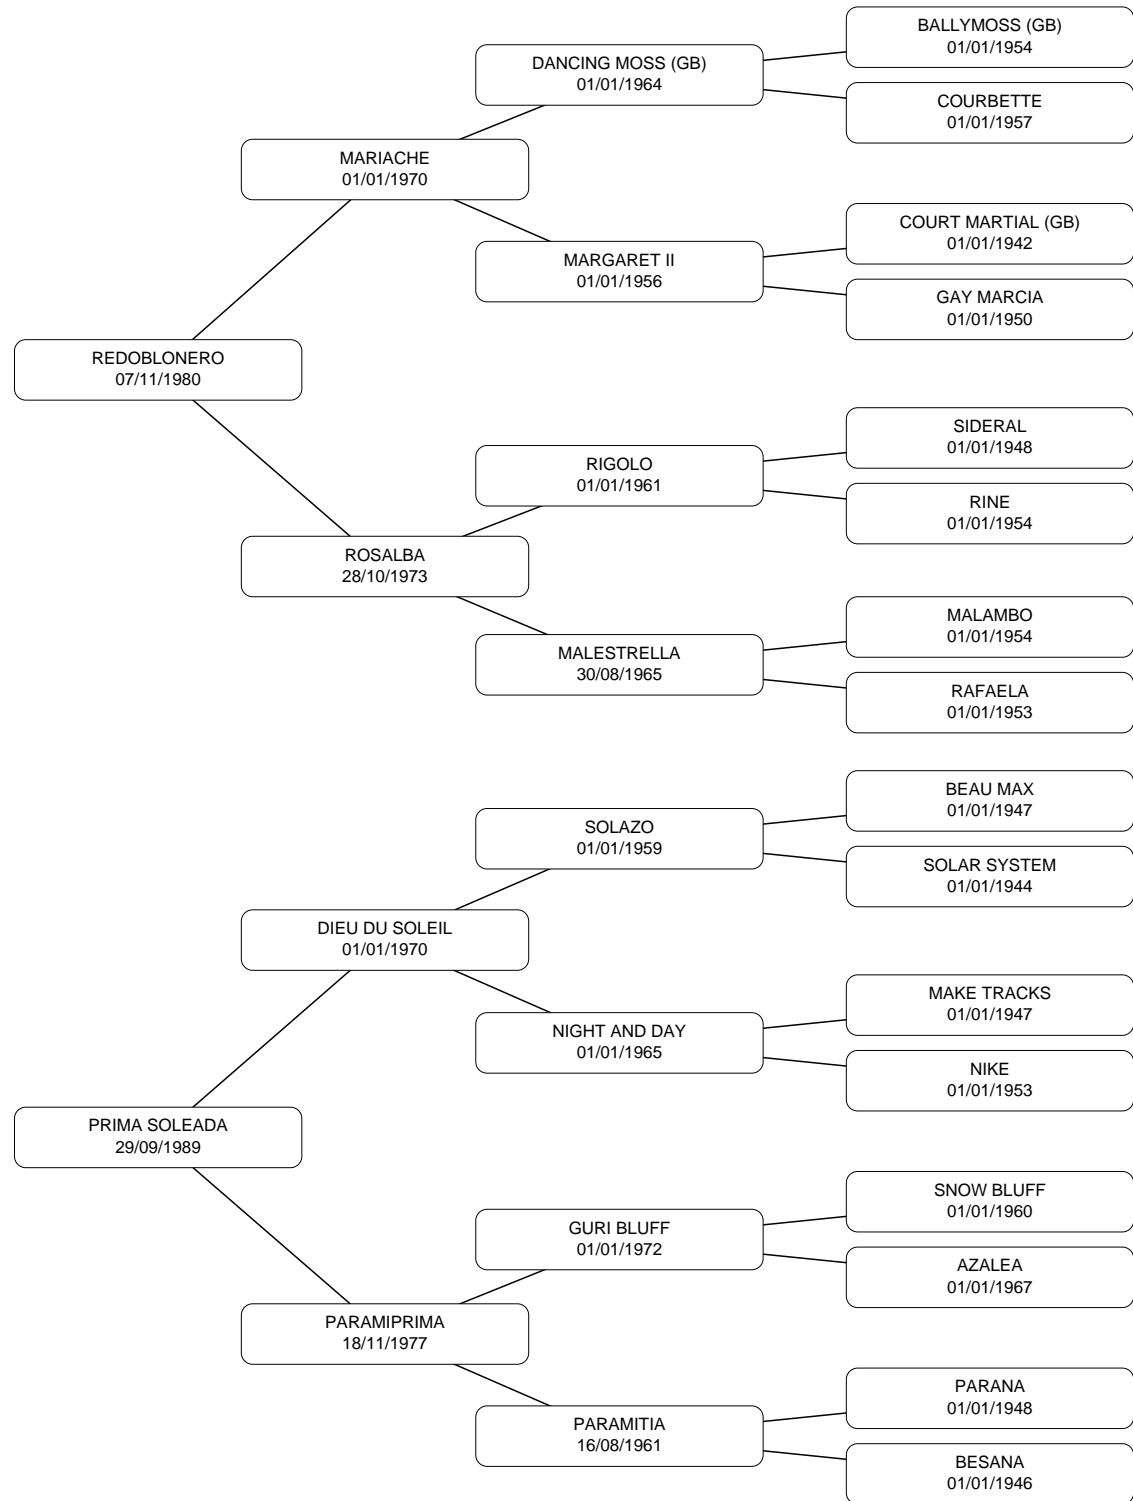 BALLYMOSS (GB)
01/01/1954
DANCING MOSS (GB)
01/01/1964
COURBETTE
01/01/1957
MARIACHE
01/01/1970
COURT MARTIAL (GB)
01/01/1942
MARGARET II
01/01/1956
GAY MARCIA
01/01/1950
REDOBLONERO
07/11/1980
SIDERAL
01/01/1948
RIGOLO
01/01/1961
RINE
01/01/1954
ROSALBA
28/10/1973
MALAMBO
01/01/1954
MALESTRELLA
30/08/1965
RAFAELA
01/01/1953
BEAU MAX
01/01/1947
SOLAZO
01/01/1959
SOLAR SYSTEM
01/01/1944
DIEU DU SOLEIL
01/01/1970
MAKE TRACKS
01/01/1947
NIGHT AND DAY
01/01/1965
NIKE
01/01/1953
PRIMA SOLEADA
29/09/1989
SNOW BLUFF
01/01/1960
GURI BLUFF
01/01/1972
AZALEA
01/01/1967
PARAMIPRIMA
18/11/1977
PARANA
01/01/1948
PARAMITIA
16/08/1961
BESANA
01/01/1946